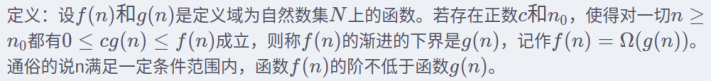 定义：设f(n)和g(n)是定义域为自然数集N上的函数。若存在正数c和n₀，使得对一切n ≥
n₀都有0 ≤ cg(n) ≤ f(n)成立，则称f(n)的渐进的下界是g(n)，记作f(n) = Ω(g(n))。
通俗的说n满足一定条件范围内，函数f(n)的阶不低于函数g(n)。